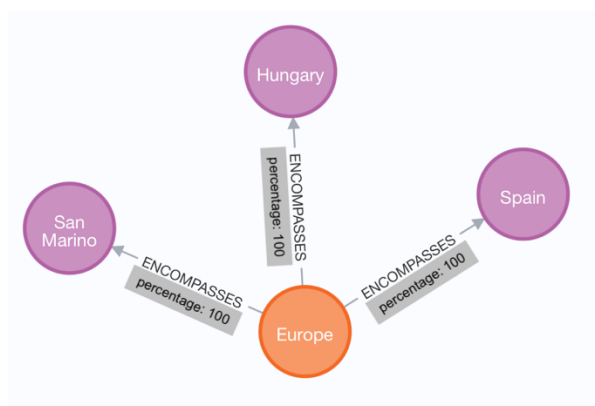 Hungary
ENCOMPASSES
percentage: 100
San
Marino
ENCOMPASSES
percentage: 100
Spain
ENCOMPASSES
percentage: 100
Europe